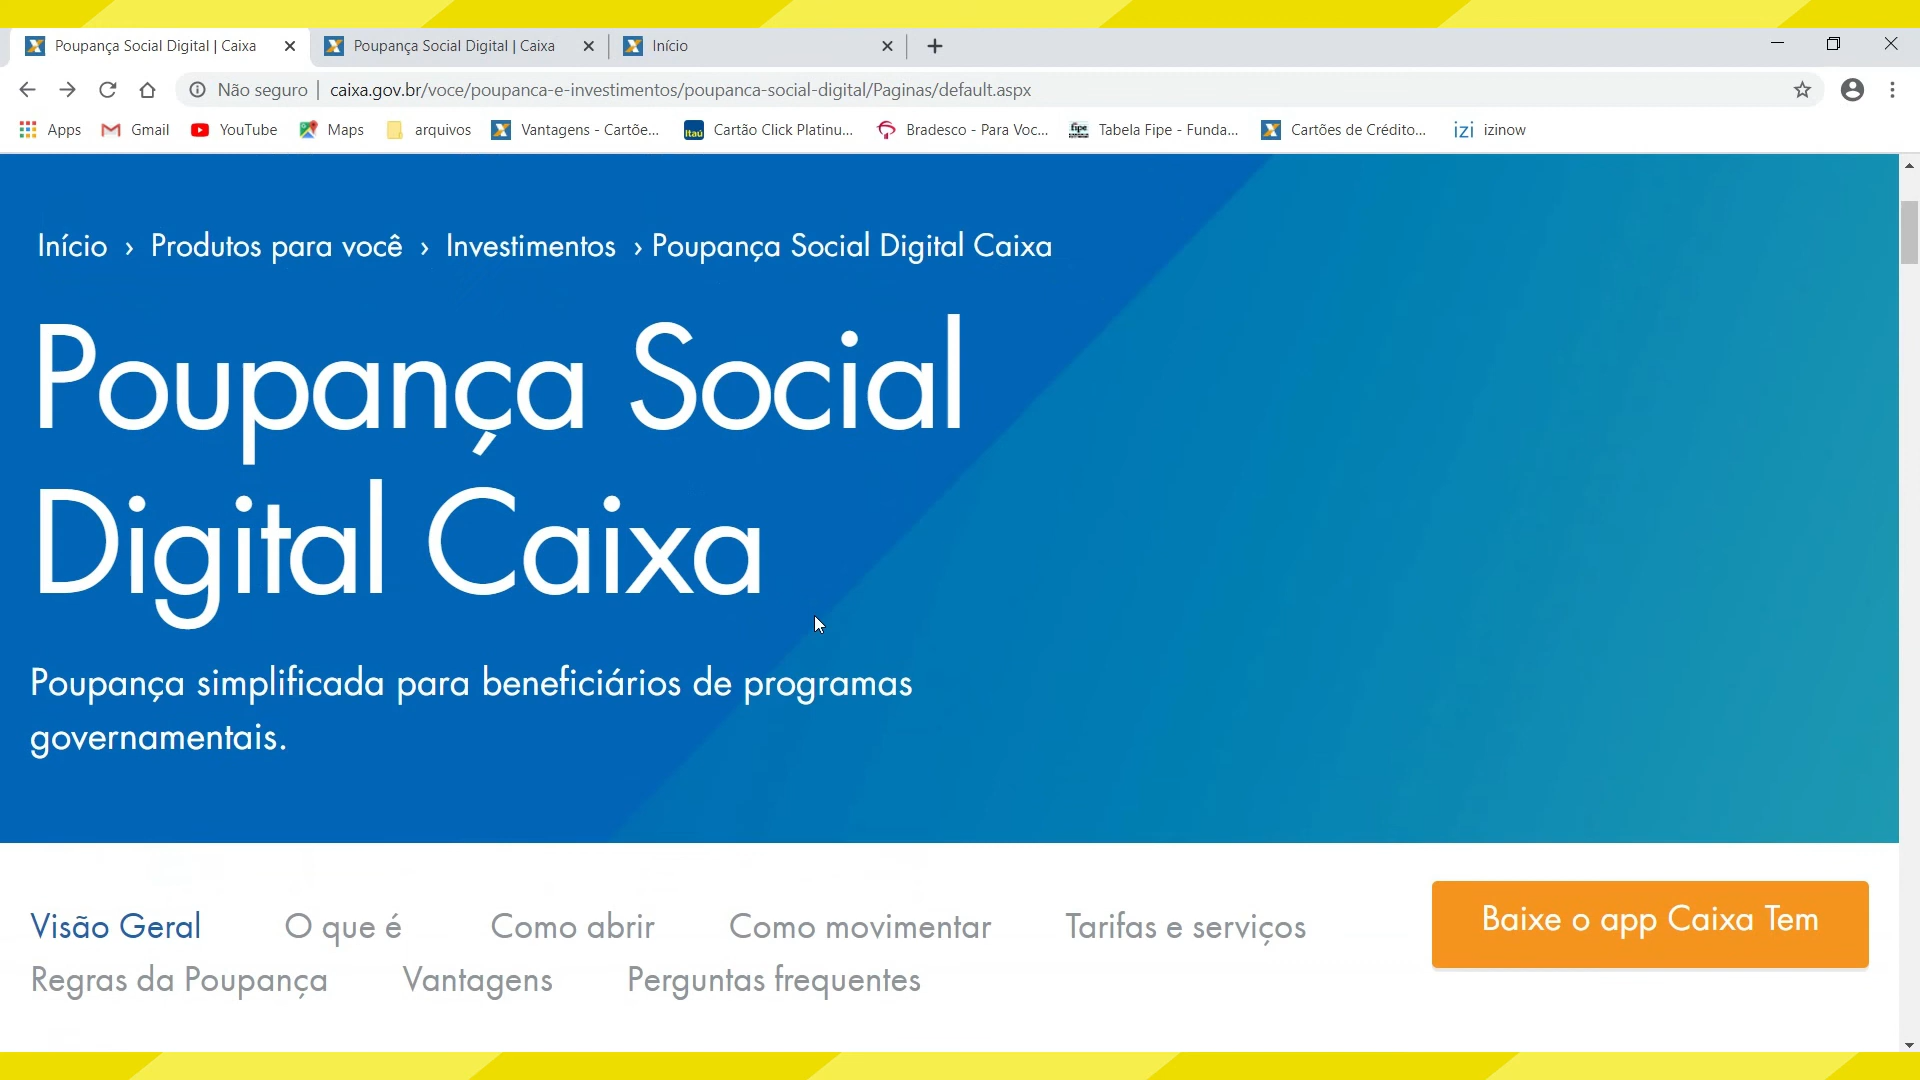 Poupança Social Digital | Caixa
Poupança Social Digital | Caixa
Início
Não seguro | caixa.gov.br/voce/poupanca-e-investimentos/poupanca-social-digital/Paginas/default.aspx
Apps Gmail YouTube Maps arquivos Vantagens - Cartõe... Itaú Cartão Click Platinu... Bradesco - Para Voc... fipe Tabela Fipe - Funda... Cartões de Crédito... izi izinow
Início › Produtos para você › Investimentos › Poupança Social Digital Caixa
Poupança Social
Digital Caixa
Poupança simplificada para beneficiários de programas
governamentais.
Visão Geral O que é Como abrir Como movimentar Tarifas e serviços
Regras da Poupança Vantagens Perguntas frequentes
Baixe o app Caixa Tem